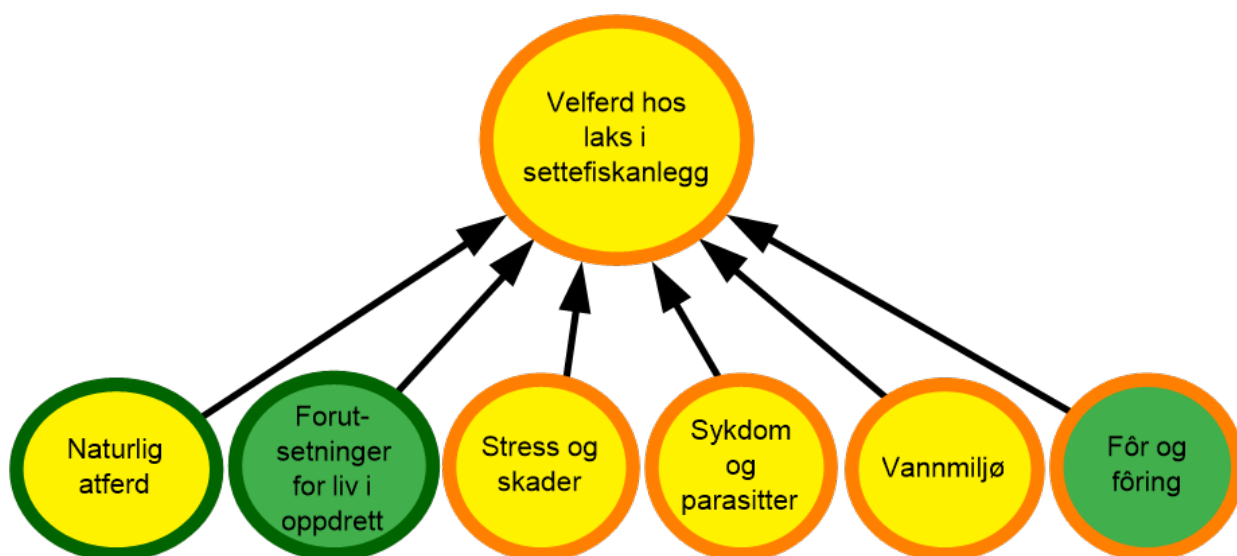 Velferd hos
laks i
settefiskanlegg
Naturlig
atferd
Forut-
setninger
for liv i
oppdrett
Stress og
skader
Sykdom
og
parasitter
Vannmiljø
Fôr og
fôring